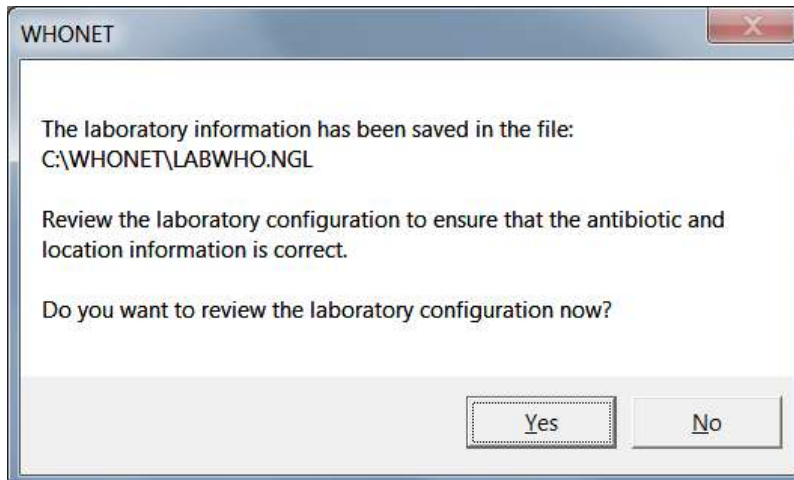 WHONET
The laboratory information has been saved in the file:
C:\WHONET\LABWHO.NGL
Review the laboratory configuration to ensure that the antibiotic and
location information is correct.
Do you want to review the laboratory configuration now?
Yes
No